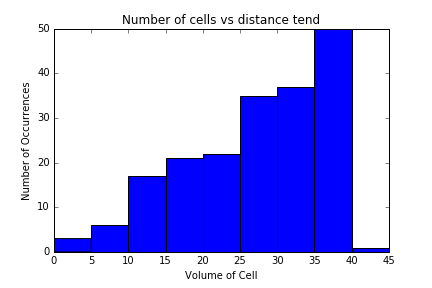 Number of cells vs distance tend
Number of Occurrences
50
40
30
20
10
0
0 5 10 15 20 25 30 35 40 45
Volume of Cell